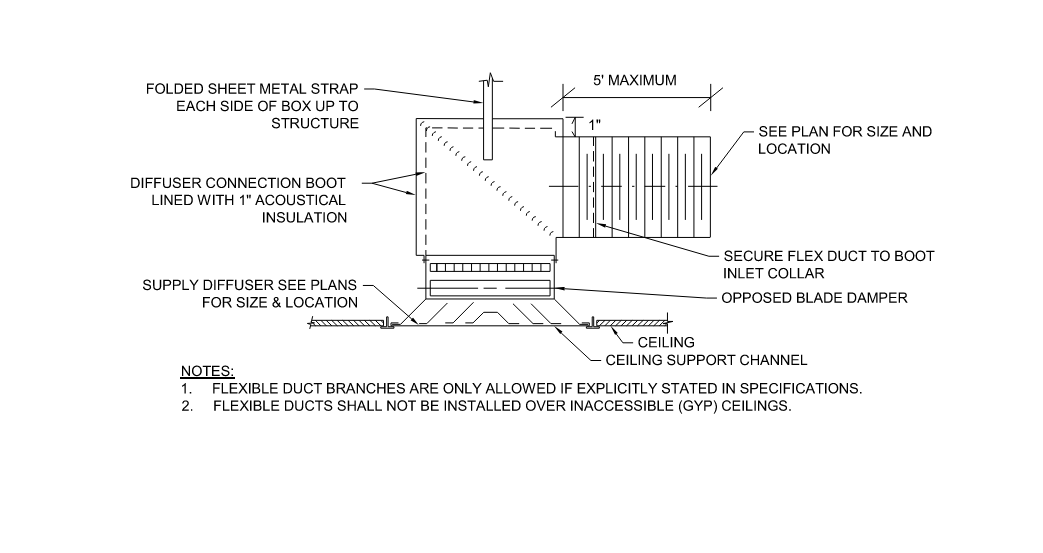 FOLDED SHEET METAL STRAP
EACH SIDE OF BOX UP TO
STRUCTURE
5' MAXIMUM
1"
SEE PLAN FOR SIZE AND
LOCATION
DIFFUSER CONNECTION BOOT
LINED WITH 1" ACOUSTICAL
INSULATION
SECURE FLEX DUCT TO BOOT
INLET COLLAR
SUPPLY DIFFUSER SEE PLANS
FOR SIZE & LOCATION
OPPOSED BLADE DAMPER
CEILING
CEILING SUPPORT CHANNEL
NOTES:
1. FLEXIBLE DUCT BRANCHES ARE ONLY ALLOWED IF EXPLICITLY STATED IN SPECIFICATIONS.
2. FLEXIBLE DUCTS SHALL NOT BE INSTALLED OVER INACCESSIBLE (GYP) CEILINGS.